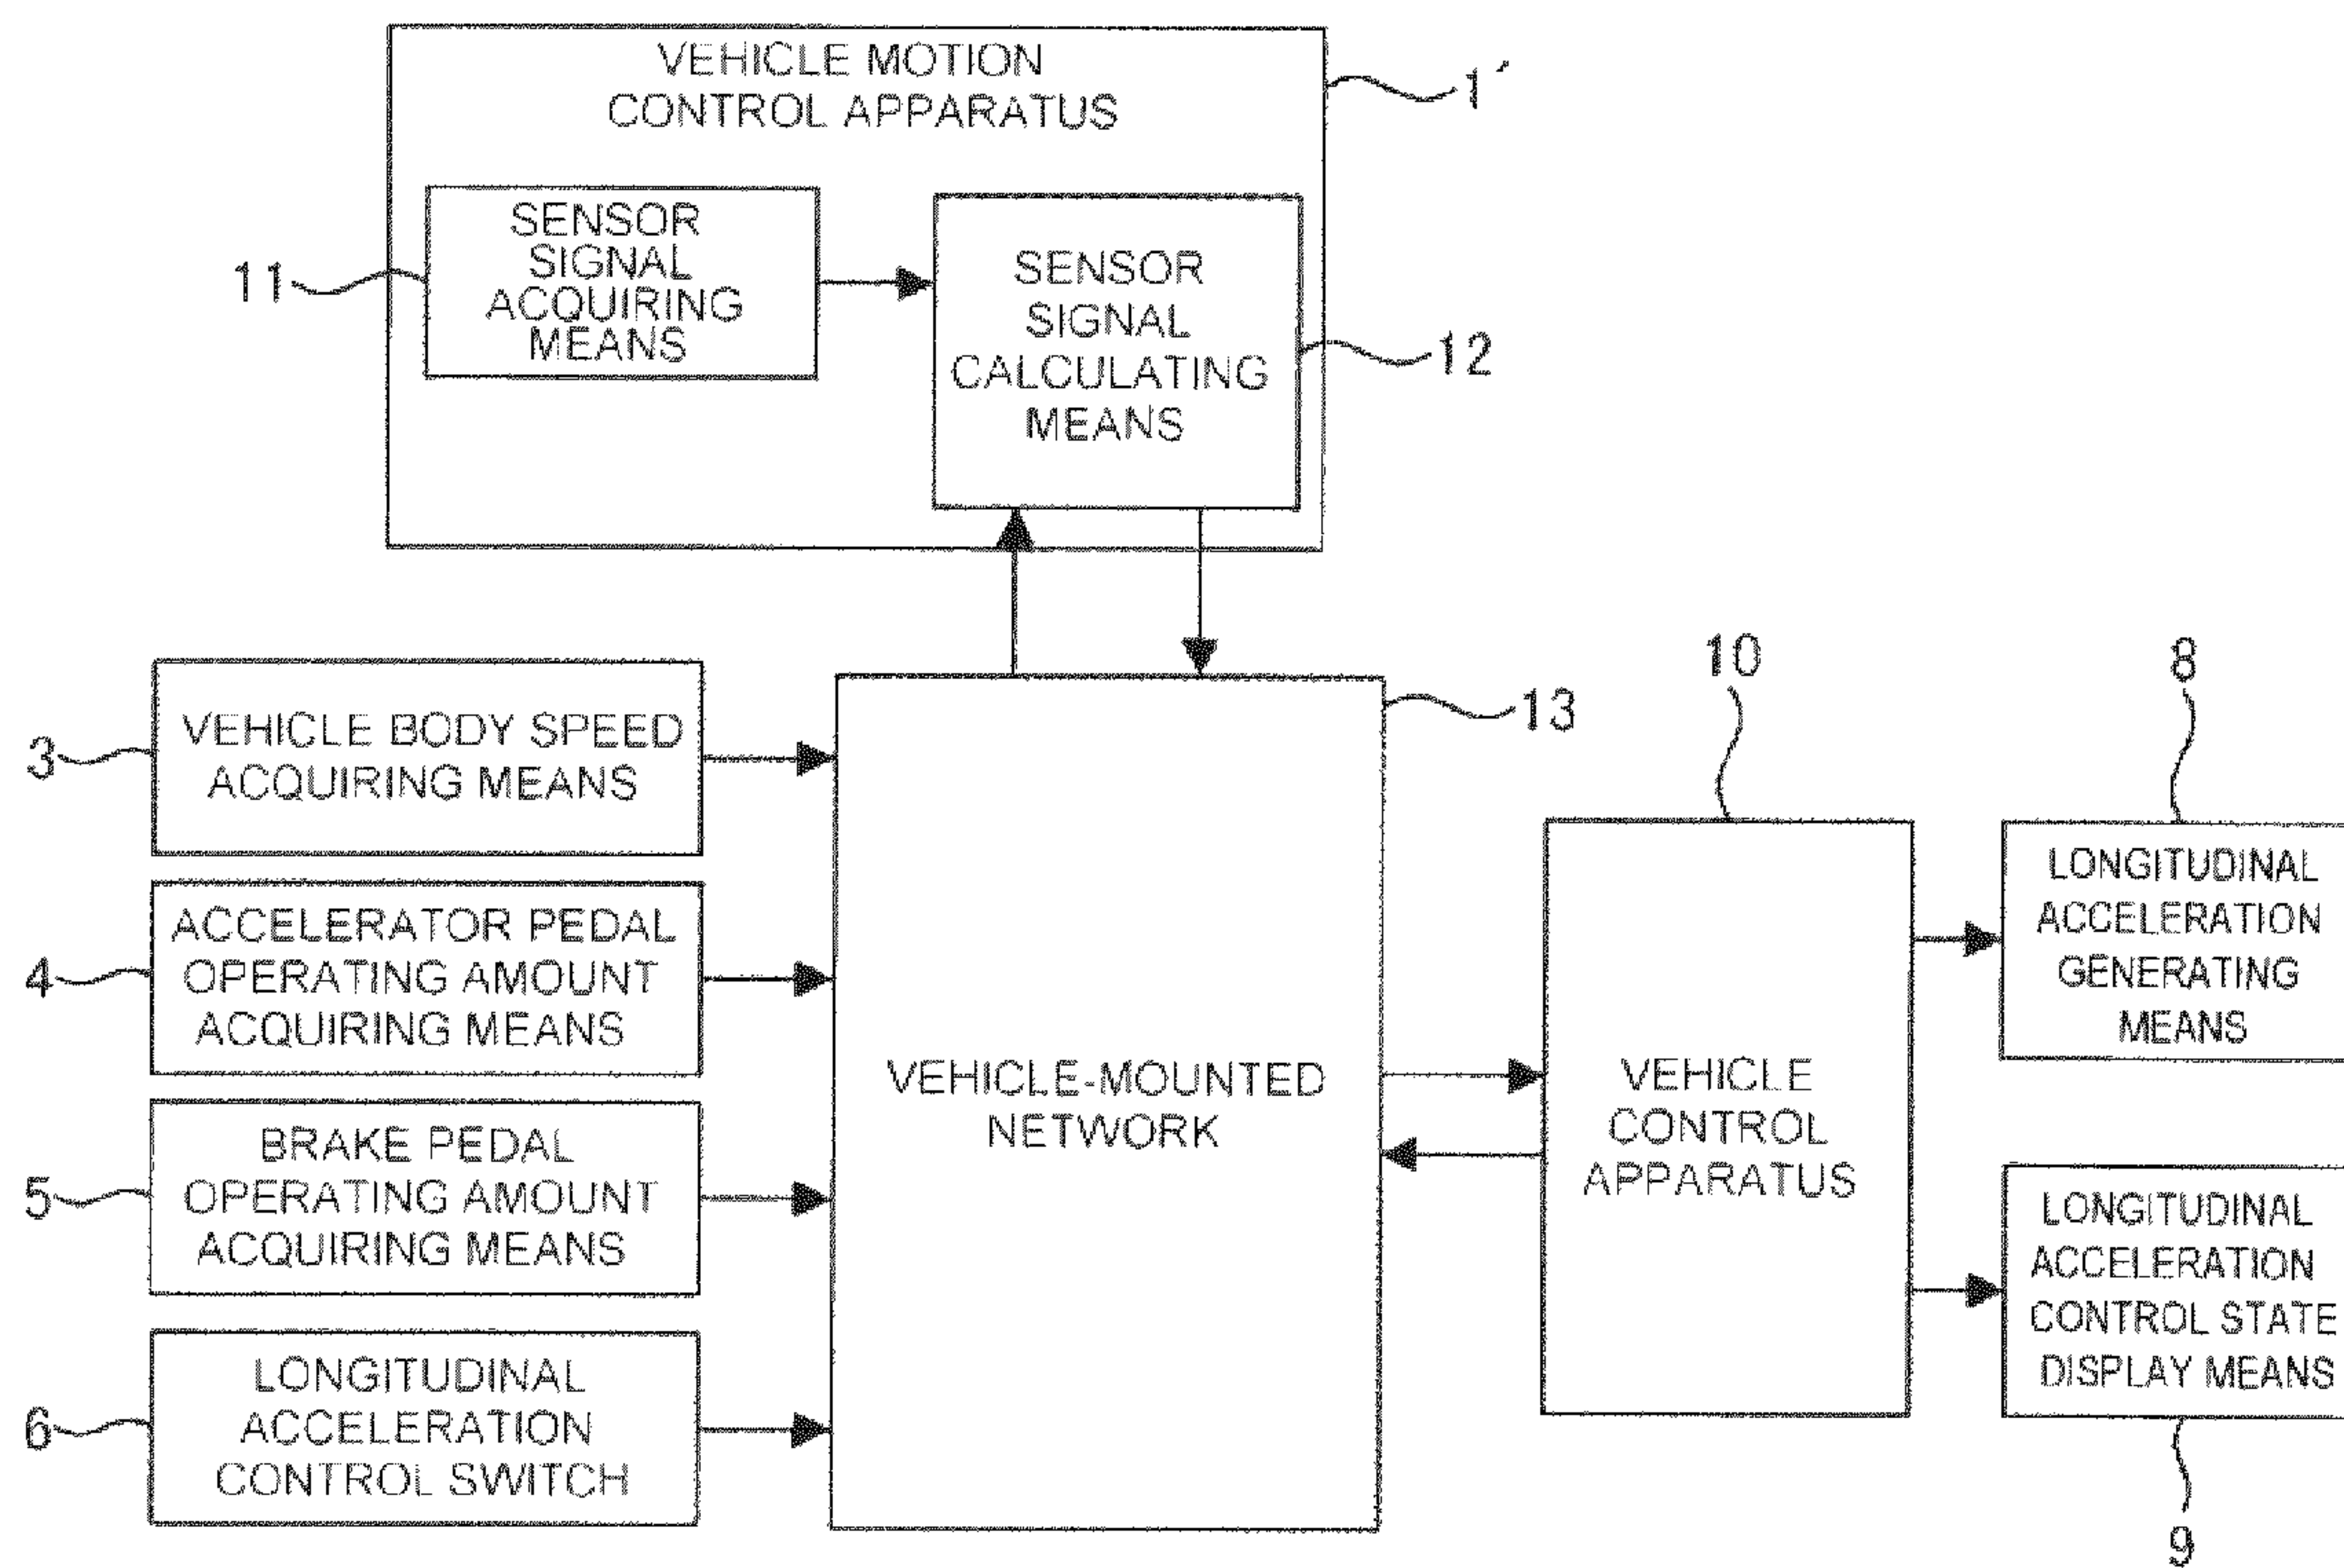 VEHICLE MOTION
CONTROL APPARATUS
1´
SENSOR
SIGNAL
ACQUIRING
MEANS
11
SENSOR
SIGNAL
CALCULATING
MEANS
12
3
VEHICLE BODY SPEED
ACQUIRING MEANS
4
ACCELERATOR PEDAL
OPERATING AMOUNT
ACQUIRING MEANS
5
BRAKE PEDAL
OPERATING AMOUNT
ACQUIRING MEANS
6
LONGITUDINAL
ACCELERATION
CONTROL SWITCH
13
VEHICLE-MOUNTED
NETWORK
10
VEHICLE
CONTROL
APPARATUS
8
LONGITUDINAL
ACCELERATION
GENERATING
MEANS
LONGITUDINAL
ACCELERATION
CONTROL STATE
DISPLAY MEANS
9